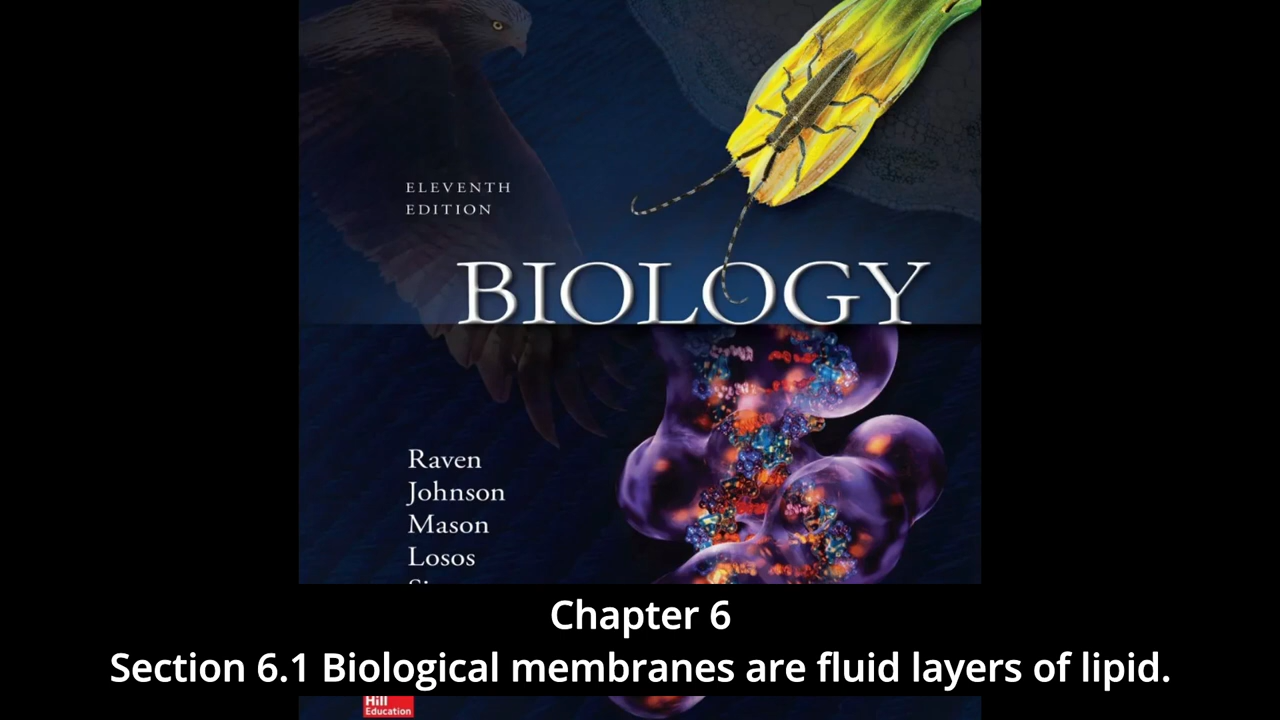 ELEVENTH
EDITION
BIOLOGY
Raven
Johnson
Mason
Losos
Chapter 6
Section 6.1 Biological membranes are fluid layers of lipid.
Hill
Education